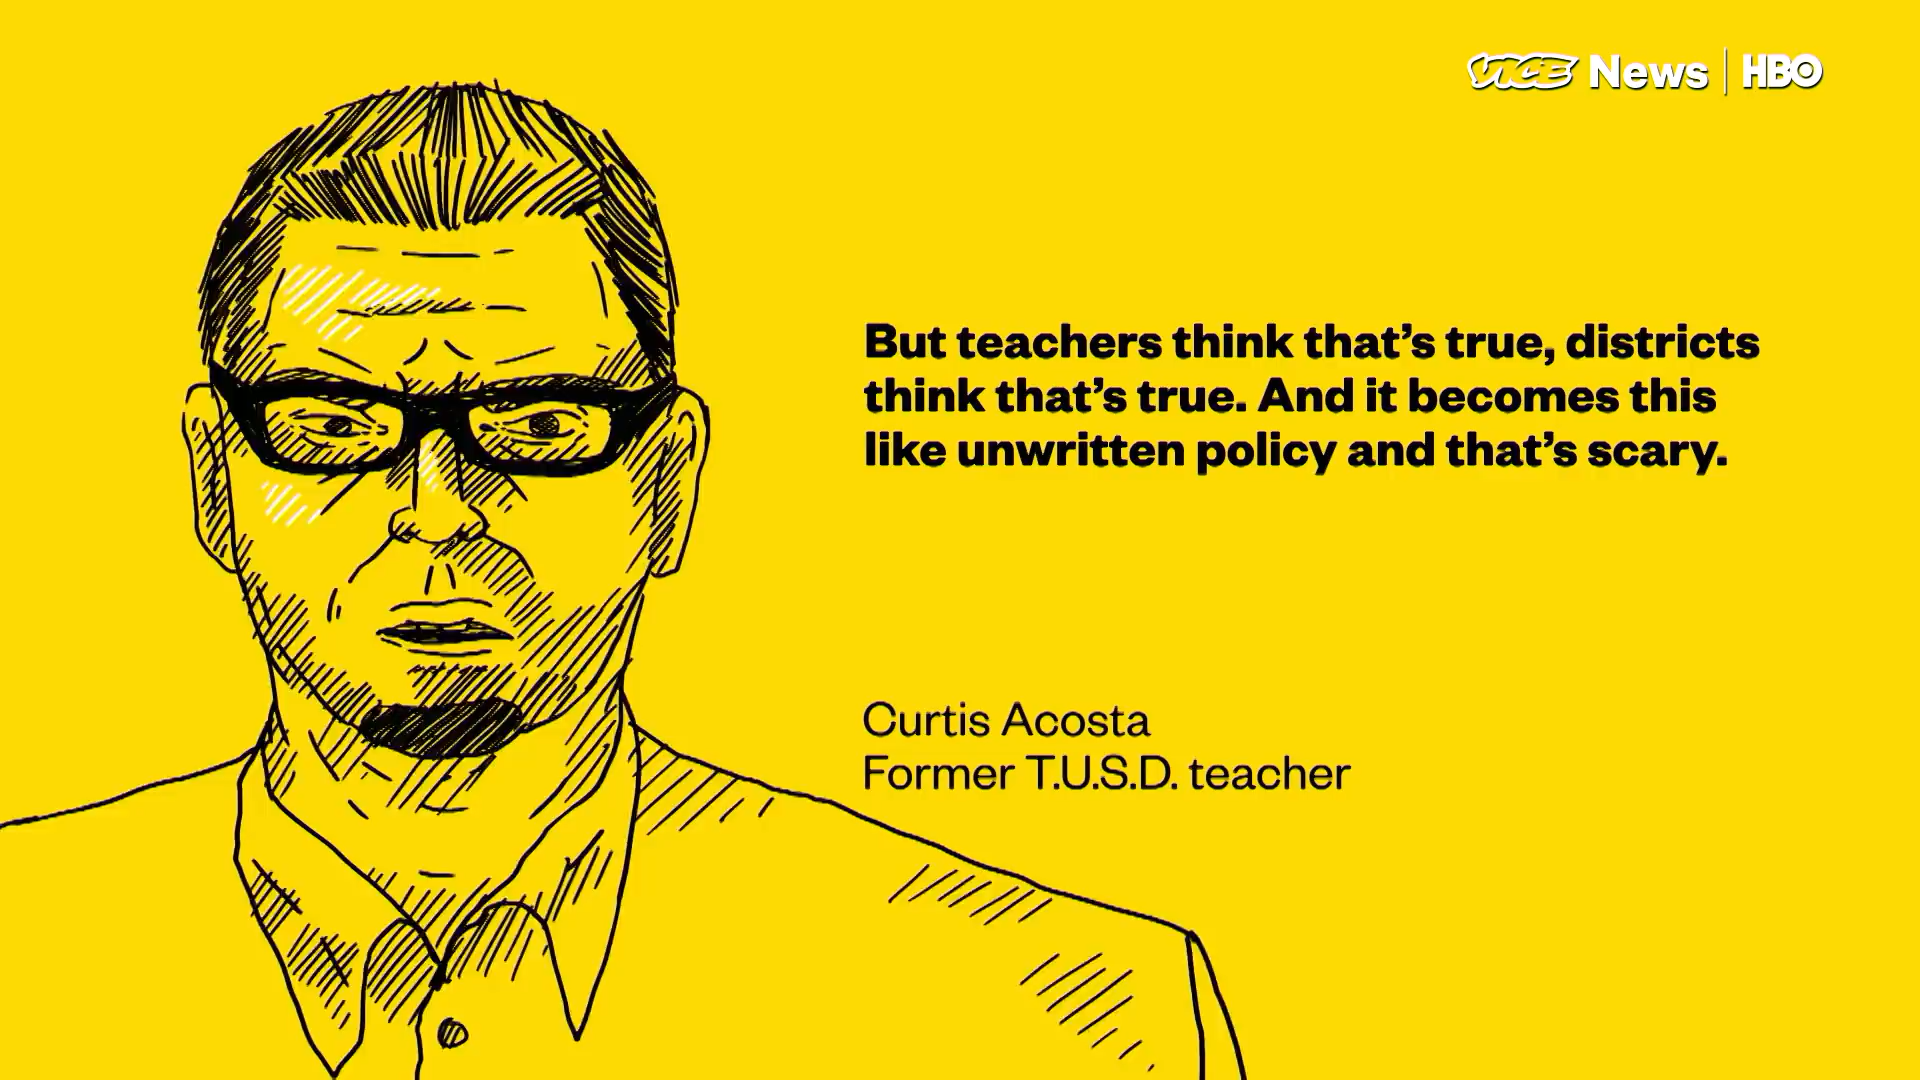 VICE News | HBO
But teachers think that’s true, districts
think that’s true. And it becomes this
like unwritten policy and that’s scary.
Curtis Acosta
Former T.U.S.D. teacher